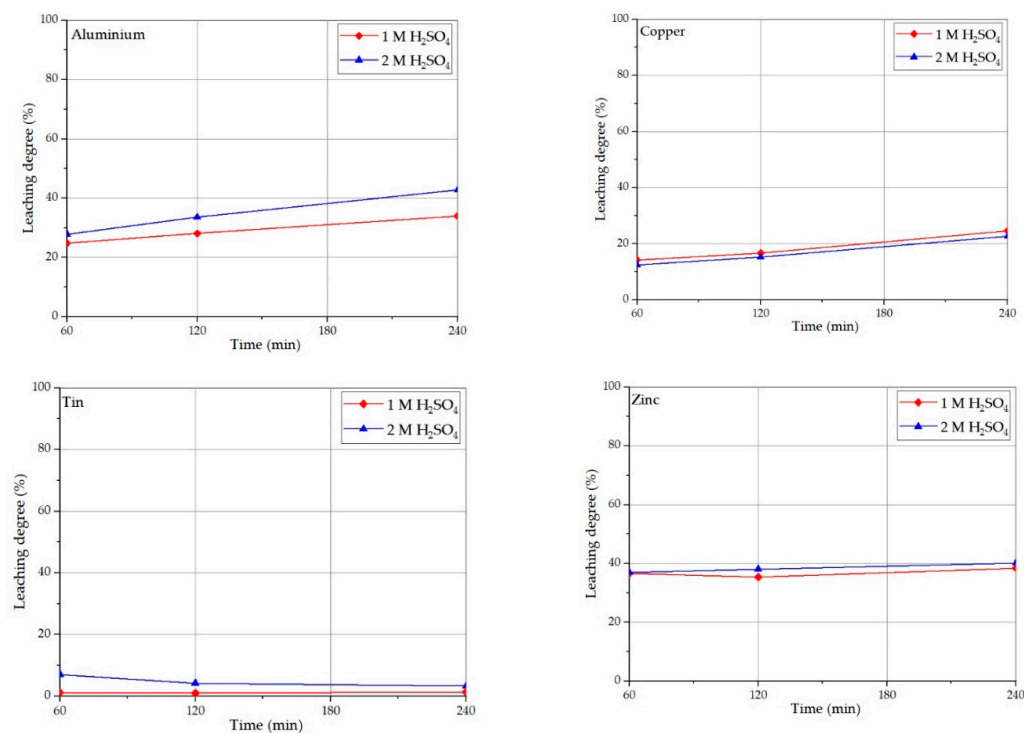 Aluminium
1 M H₂SO₄
2 M H₂SO₄
100
80
60
40
20
0
60
120
180
240
Leaching degree (%)
Time (min)
Copper
1 M H₂SO₄
2 M H₂SO₄
100
80
60
40
20
0
60
120
180
240
Leaching degree (%)
Time (min)
Tin
1 M H₂SO₄
2 M H₂SO₄
100
80
60
40
20
0
60
120
180
240
Leaching degree (%)
Time (min)
Zinc
1 M H₂SO₄
2 M H₂SO₄
100
80
60
40
20
0
60
120
180
240
Leaching degree (%)
Time (min)